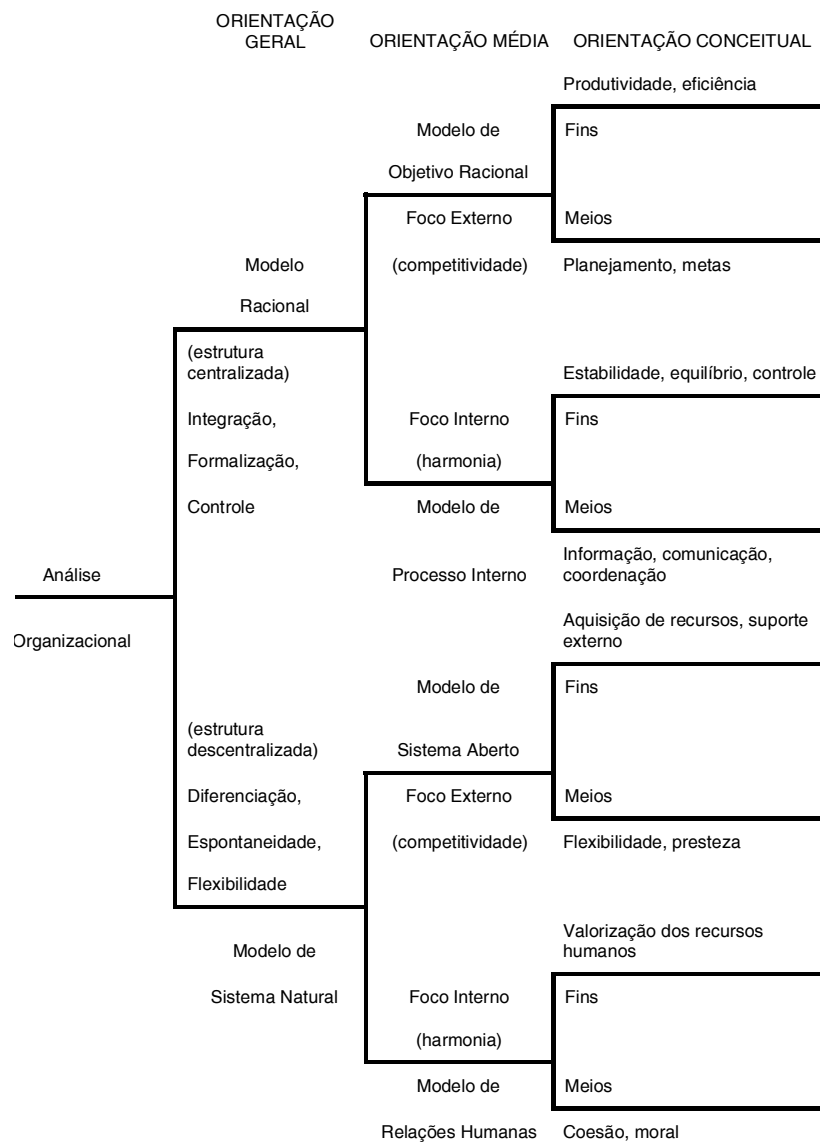 ORIENTAÇÃO
GERAL
ORIENTAÇÃO MÉDIA
ORIENTAÇÃO CONCEITUAL
Produtividade, eficiência
Modelo de
Fins
Objetivo Racional
Foco Externo
Meios
Modelo
(competitividade)
Planejamento, metas
Racional
(estrutura
centralizada)
Estabilidade, equilíbrio, controle
Integração,
Foco Interno
Fins
Formalização,
(harmonia)
Controle
Modelo de
Meios
Análise
Processo Interno
Informação, comunicação,
coordenação
Organizacional
Aquisição de recursos, suporte
externo
Modelo de
Fins
(estrutura
descentralizada)
Sistema Aberto
Diferenciação,
Foco Externo
Meios
Espontaneidade,
(competitividade)
Flexibilidade, presteza
Flexibilidade
Modelo de
Valorização dos recursos
humanos
Sistema Natural
Foco Interno
Fins
(harmonia)
Modelo de
Meios
Relações Humanas
Coesão, moral